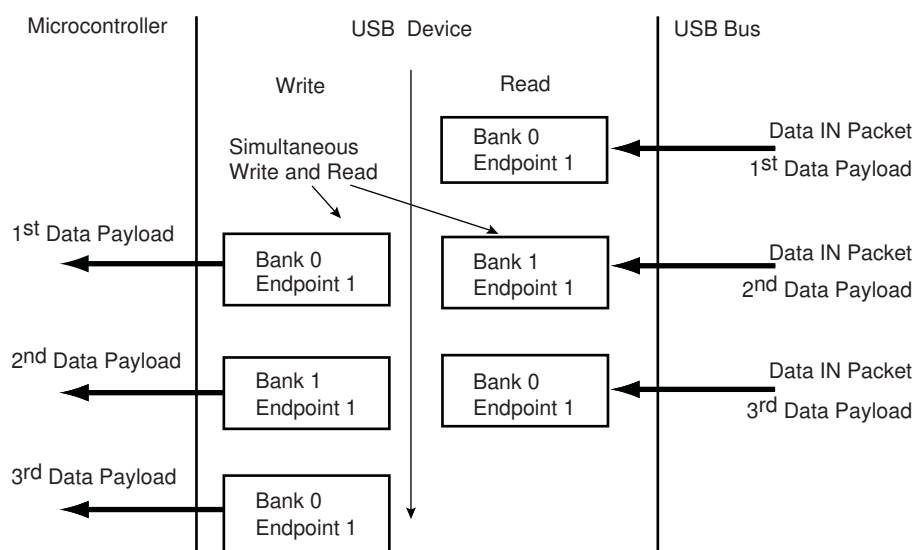 Microcontroller
USB Device
USB Bus
Write
Read
Bank 0
Endpoint 1
Data IN Packet
1st Data Payload
Simultaneous
Write and Read
1st Data Payload
Bank 0
Endpoint 1
Bank 1
Endpoint 1
Data IN Packet
2nd Data Payload
2nd Data Payload
Bank 1
Endpoint 1
Bank 0
Endpoint 1
Data IN Packet
3rd Data Payload
3rd Data Payload
Bank 0
Endpoint 1